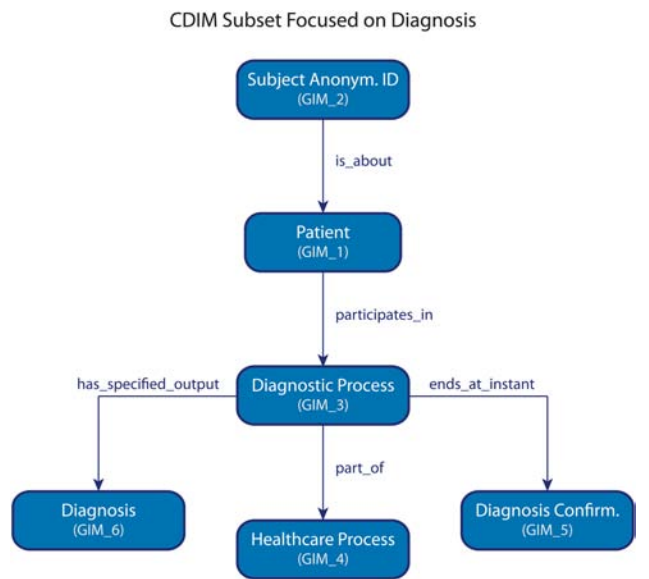 CDIM Subset Focused on Diagnosis
Subject Anonym. ID
(GIM_2)
is_about
Patient
(GIM_1)
participates_in
has_specified_output
Diagnostic Process
(GIM_3)
ends_at_instant
part_of
Diagnosis
(GIM_6)
Healthcare Process
(GIM_4)
Diagnosis Confirm.
(GIM_5)